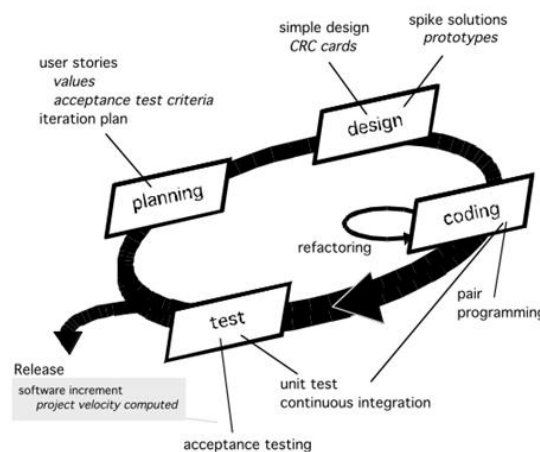 simple design
CRC cards
spike solutions
prototypes
user stories
values
acceptance test criteria
iteration plan
design
planning
coding
refactoring
test
pair
programming
Release
software increment
project velocity computed
unit test
continuous integration
acceptance testing